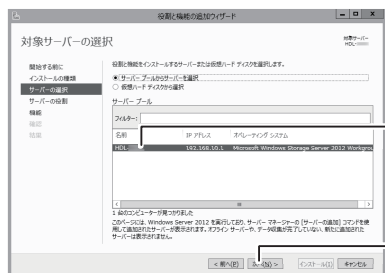 役割と機能の追加ウィザード
対象サーバーの選択
対象サーバー
HDL-
開始する前に
インストールの種類
サーバーの選択
サーバーの役割
機能
確認
結果
役割と機能をインストールするサーバーまたは仮想ハード ディスクを選択します。
サーバー プールからサーバーを選択
仮想ハード ディスクから選択
サーバー プール
フィルター:
名前 IP アドレス オペレーティング システム
HDL- 192.168.10.1 Microsoft Windows Storage Server 2012 Workgrou
1 台のコンピューターが見つかりました
このページには、Windows Server 2012 を実行しており、サーバー マネージャーの [サーバーの追加] コマンドを使
用して追加されたサーバーが表示されます。オフライン サーバーや、データ収集が完了していない、新たに追加された
サーバーは表示されません。
< 前へ(P) 次へ(N) > インストール(I) キャンセル